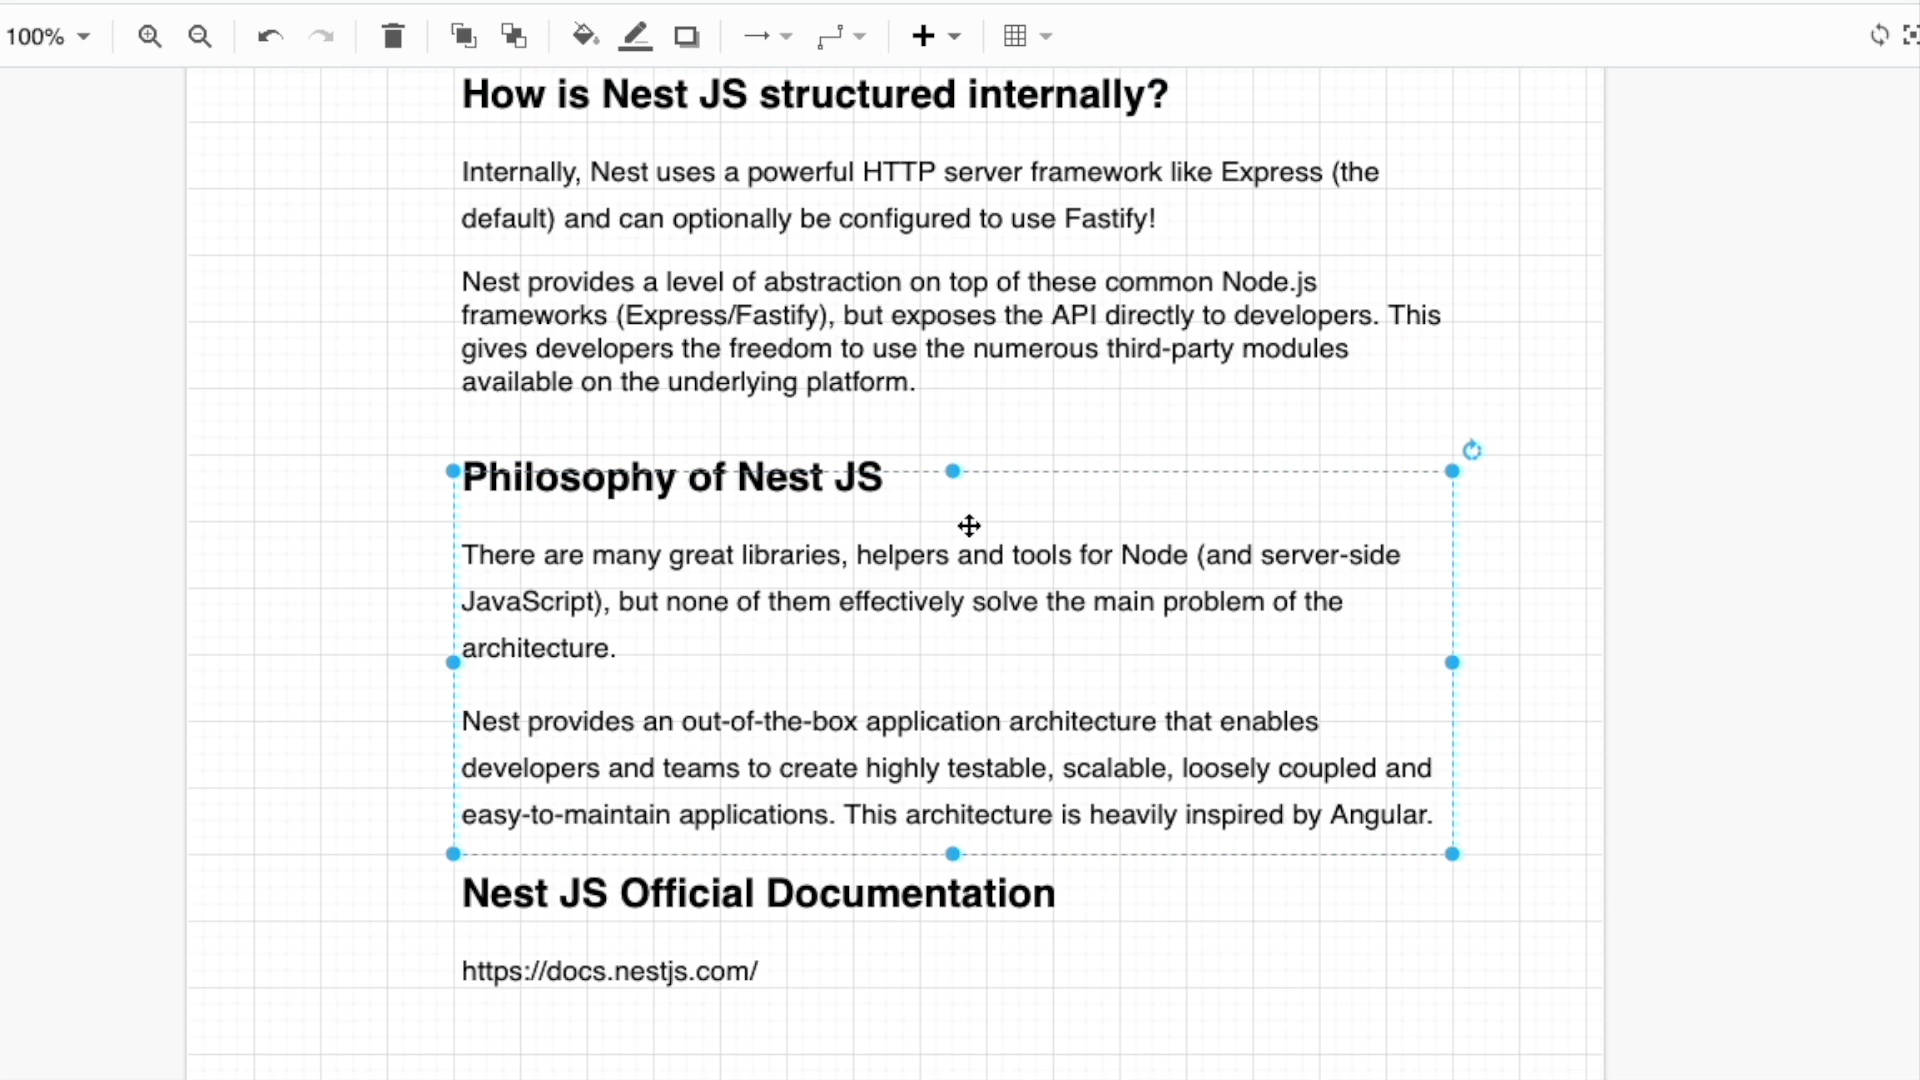 100%
How is Nest JS structured internally?
Internally, Nest uses a powerful HTTP server framework like Express (the
default) and can optionally be configured to use Fastify!
Nest provides a level of abstraction on top of these common Node.js
frameworks (Express/Fastify), but exposes the API directly to developers. This
gives developers the freedom to use the numerous third-party modules
available on the underlying platform.
Philosophy of Nest JS
There are many great libraries, helpers and tools for Node (and server-side
JavaScript), but none of them effectively solve the main problem of the
architecture.
Nest provides an out-of-the-box application architecture that enables
developers and teams to create highly testable, scalable, loosely coupled and
easy-to-maintain applications. This architecture is heavily inspired by Angular.
Nest JS Official Documentation
https://docs.nestjs.com/